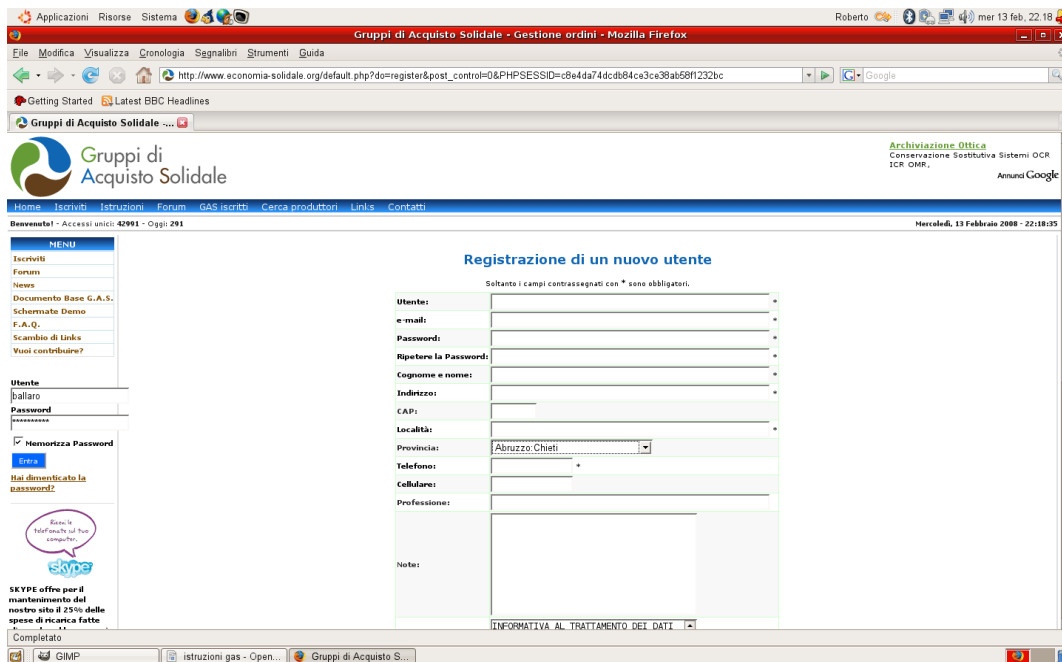 Applicazioni Risorse Sistema
Roberto mer 13 feb, 22.18
Gruppi di Acquisto Solidale - Gestione ordini - Mozilla Firefox
File Modifica Visualizza Cronologia Segnalibri Strumenti Guida
http://www.economia-solidale.org/default.php?do=register&post_control=0&PHPSESSID=c8e4da74dcdb84ce3ce38ab58f1232bc
G Google
Getting Started Latest BBC Headlines
Gruppi di Acquisto Solidale -...
Gruppi di
Acquisto Solidale
Archiviazione Ottica
Conservazione Sostitutiva Sistemi OCR
ICR OMR,
Annunci Google
Home Iscriviti Istruzioni Forum GAS iscritti Cerca produttori Links Contatti
Benvenuto! - Accessi unici: 42991 - Oggi: 291
Mercoledì, 13 Febbraio 2008 - 22:18:35
MENU
Iscriviti
Forum
News
Documento Base G.A.S.
Schermate Demo
F.A.Q.
Scambio di Links
Vuoi contribuire?
Utente
ballaro
Password
**********
Memorizza Password
Entra
Hai dimenticato la
password?
Ricevi le
telefonate sul tuo
computer.
skype
SKYPE offre per il
mantenimento del
nostro sito il 25% delle
spese di ricarica fatte
Registrazione di un nuovo utente
Soltanto i campi contrassegnati con * sono obbligatori.
Utente: *
e-mail: *
Password: *
Ripetere la Password: *
Cognome e nome: *
Indirizzo: *
CAP:
Località: *
Provincia: Abruzzo:Chieti
Telefono: *
Cellulare:
Professione:
Note:
INFORMATIVA AL TRATTAMENTO DEI DATI
Completato
GIMP
istruzioni gas - Open...
Gruppi di Acquisto S...